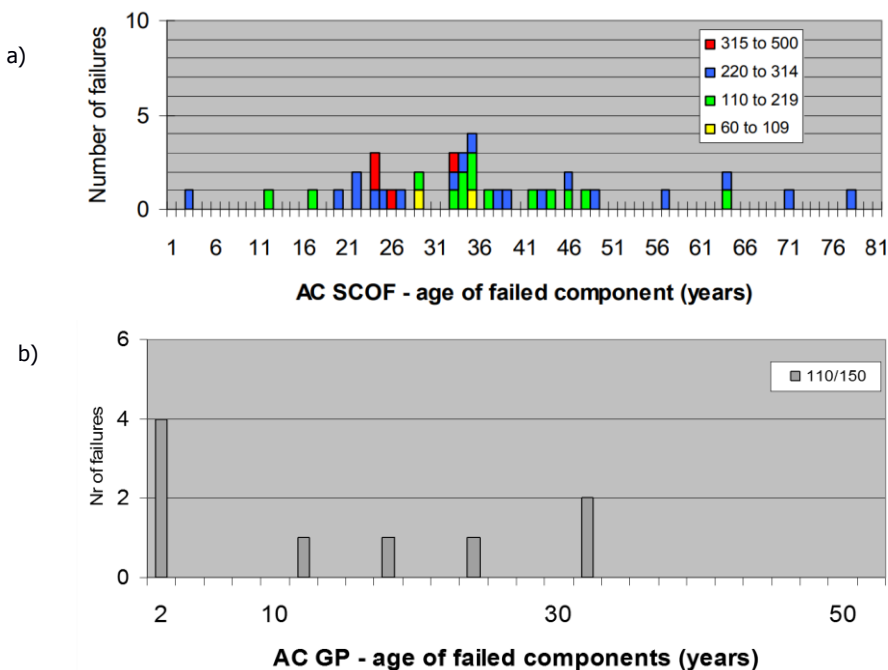 a)
10
Number of failures
315 to 500
220 to 314
110 to 219
60 to 109
5
0
1 6 11 16 21 26 31 36 41 46 51 56 61 66 71 76 81
AC SCOF - age of failed component (years)
b)
6
110/150
Nr of failures
4
2
0
2 10 30 50
AC GP - age of failed components (years)